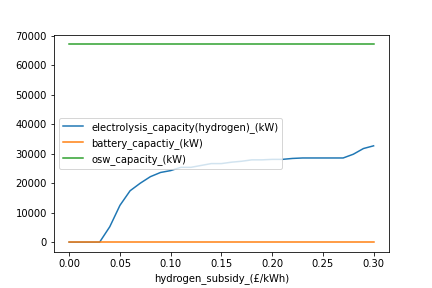 70000
60000
50000
40000
30000
20000
10000
0
electrolysis_capacity(hydrogen)_(kW)
battery_capactiy_(kW)
osw_capacity_(kW)
0.00 0.05 0.10 0.15 0.20 0.25 0.30
hydrogen_subsidy_(£/kWh)